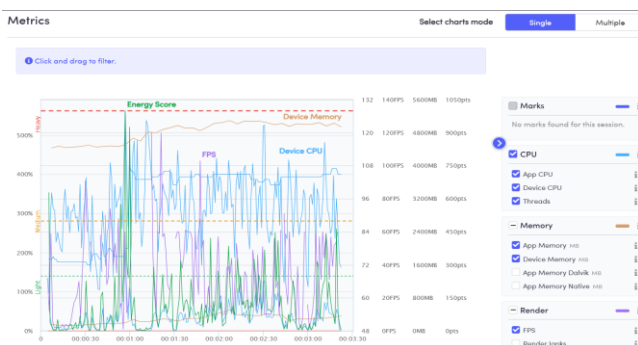 Metrics
Select charts mode
Single
Multiple
Click and drag to filter.
Energy Score
Device Memory
FPS
Device CPU
Heavy
Medium
Light
500%
400%
300%
200%
100%
0%
132 140FPS 5600MB 1050pts
120 120FPS 4800MB 900pts
108 100FPS 4000MB 750pts
96 80FPS 3200MB 600pts
84 60FPS 2400MB 450pts
72 40FPS 1600MB 300pts
60 20FPS 800MB 150pts
48 0FPS 0MB 0pts
0 00:00:30 00:01:00 00:01:30 00:02:00 00:02:30 00:03:00 00:03:30
Marks
No marks found for this session.
CPU
App CPU
Device CPU
Threads
Memory
App Memory MB
Device Memory MB
App Memory Dalvik MB
App Memory Native MB
Render
FPS
Render Janks